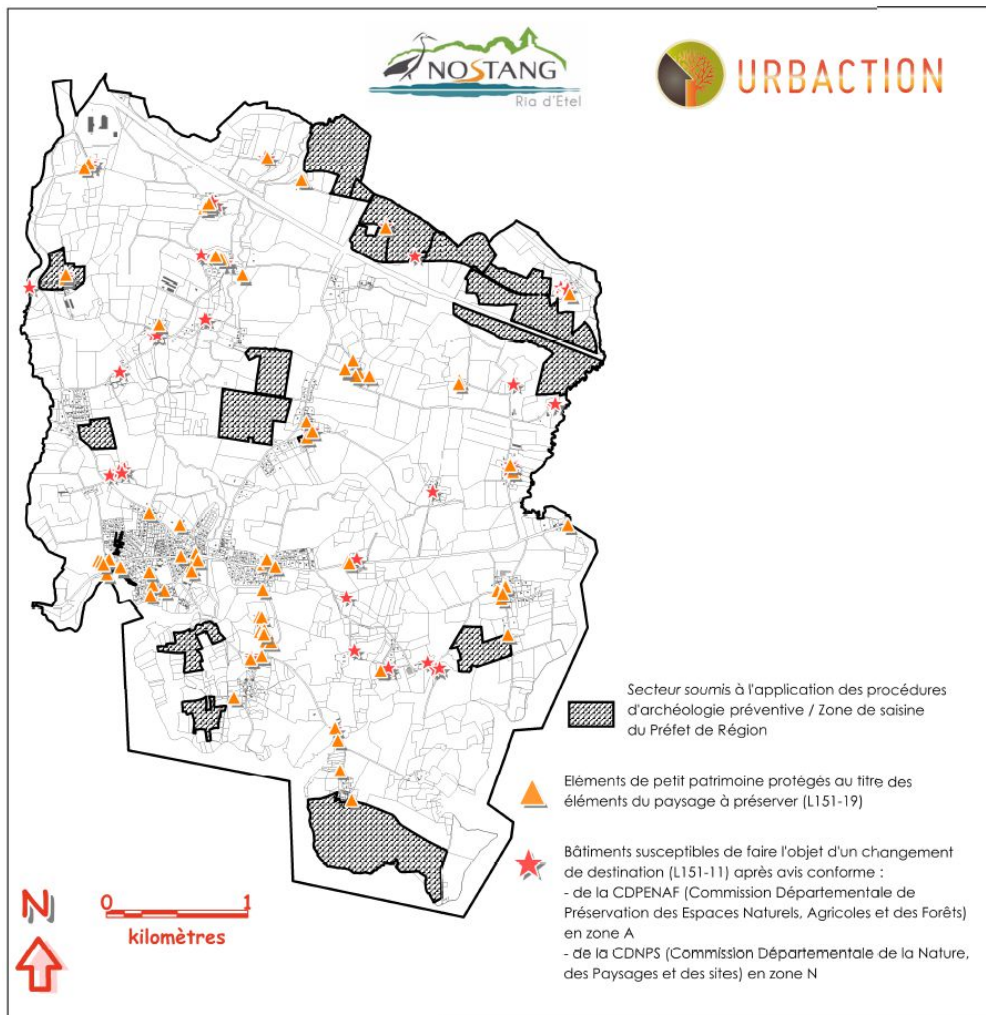 NOSTANG
Ria d'Etel
URBACTION
Secteur soumis à l'application des procédures
d'archéologie préventive / Zone de saisine
du Préfet de Région
Eléments de petit patrimoine protégés au titre des
éléments du paysage à préserver (L151-19)
Bâtiments susceptibles de faire l'objet d'un changement
de destination (L151-11) après avis conforme :
- de la CDPENAF (Commission Départementale de
Préservation des Espaces Naturels, Agricoles et des Forêts)
en zone A
- de la CDNPS (Commission Départementale de la Nature,
des Paysages et des sites) en zone N
N
0 1
kilomètres